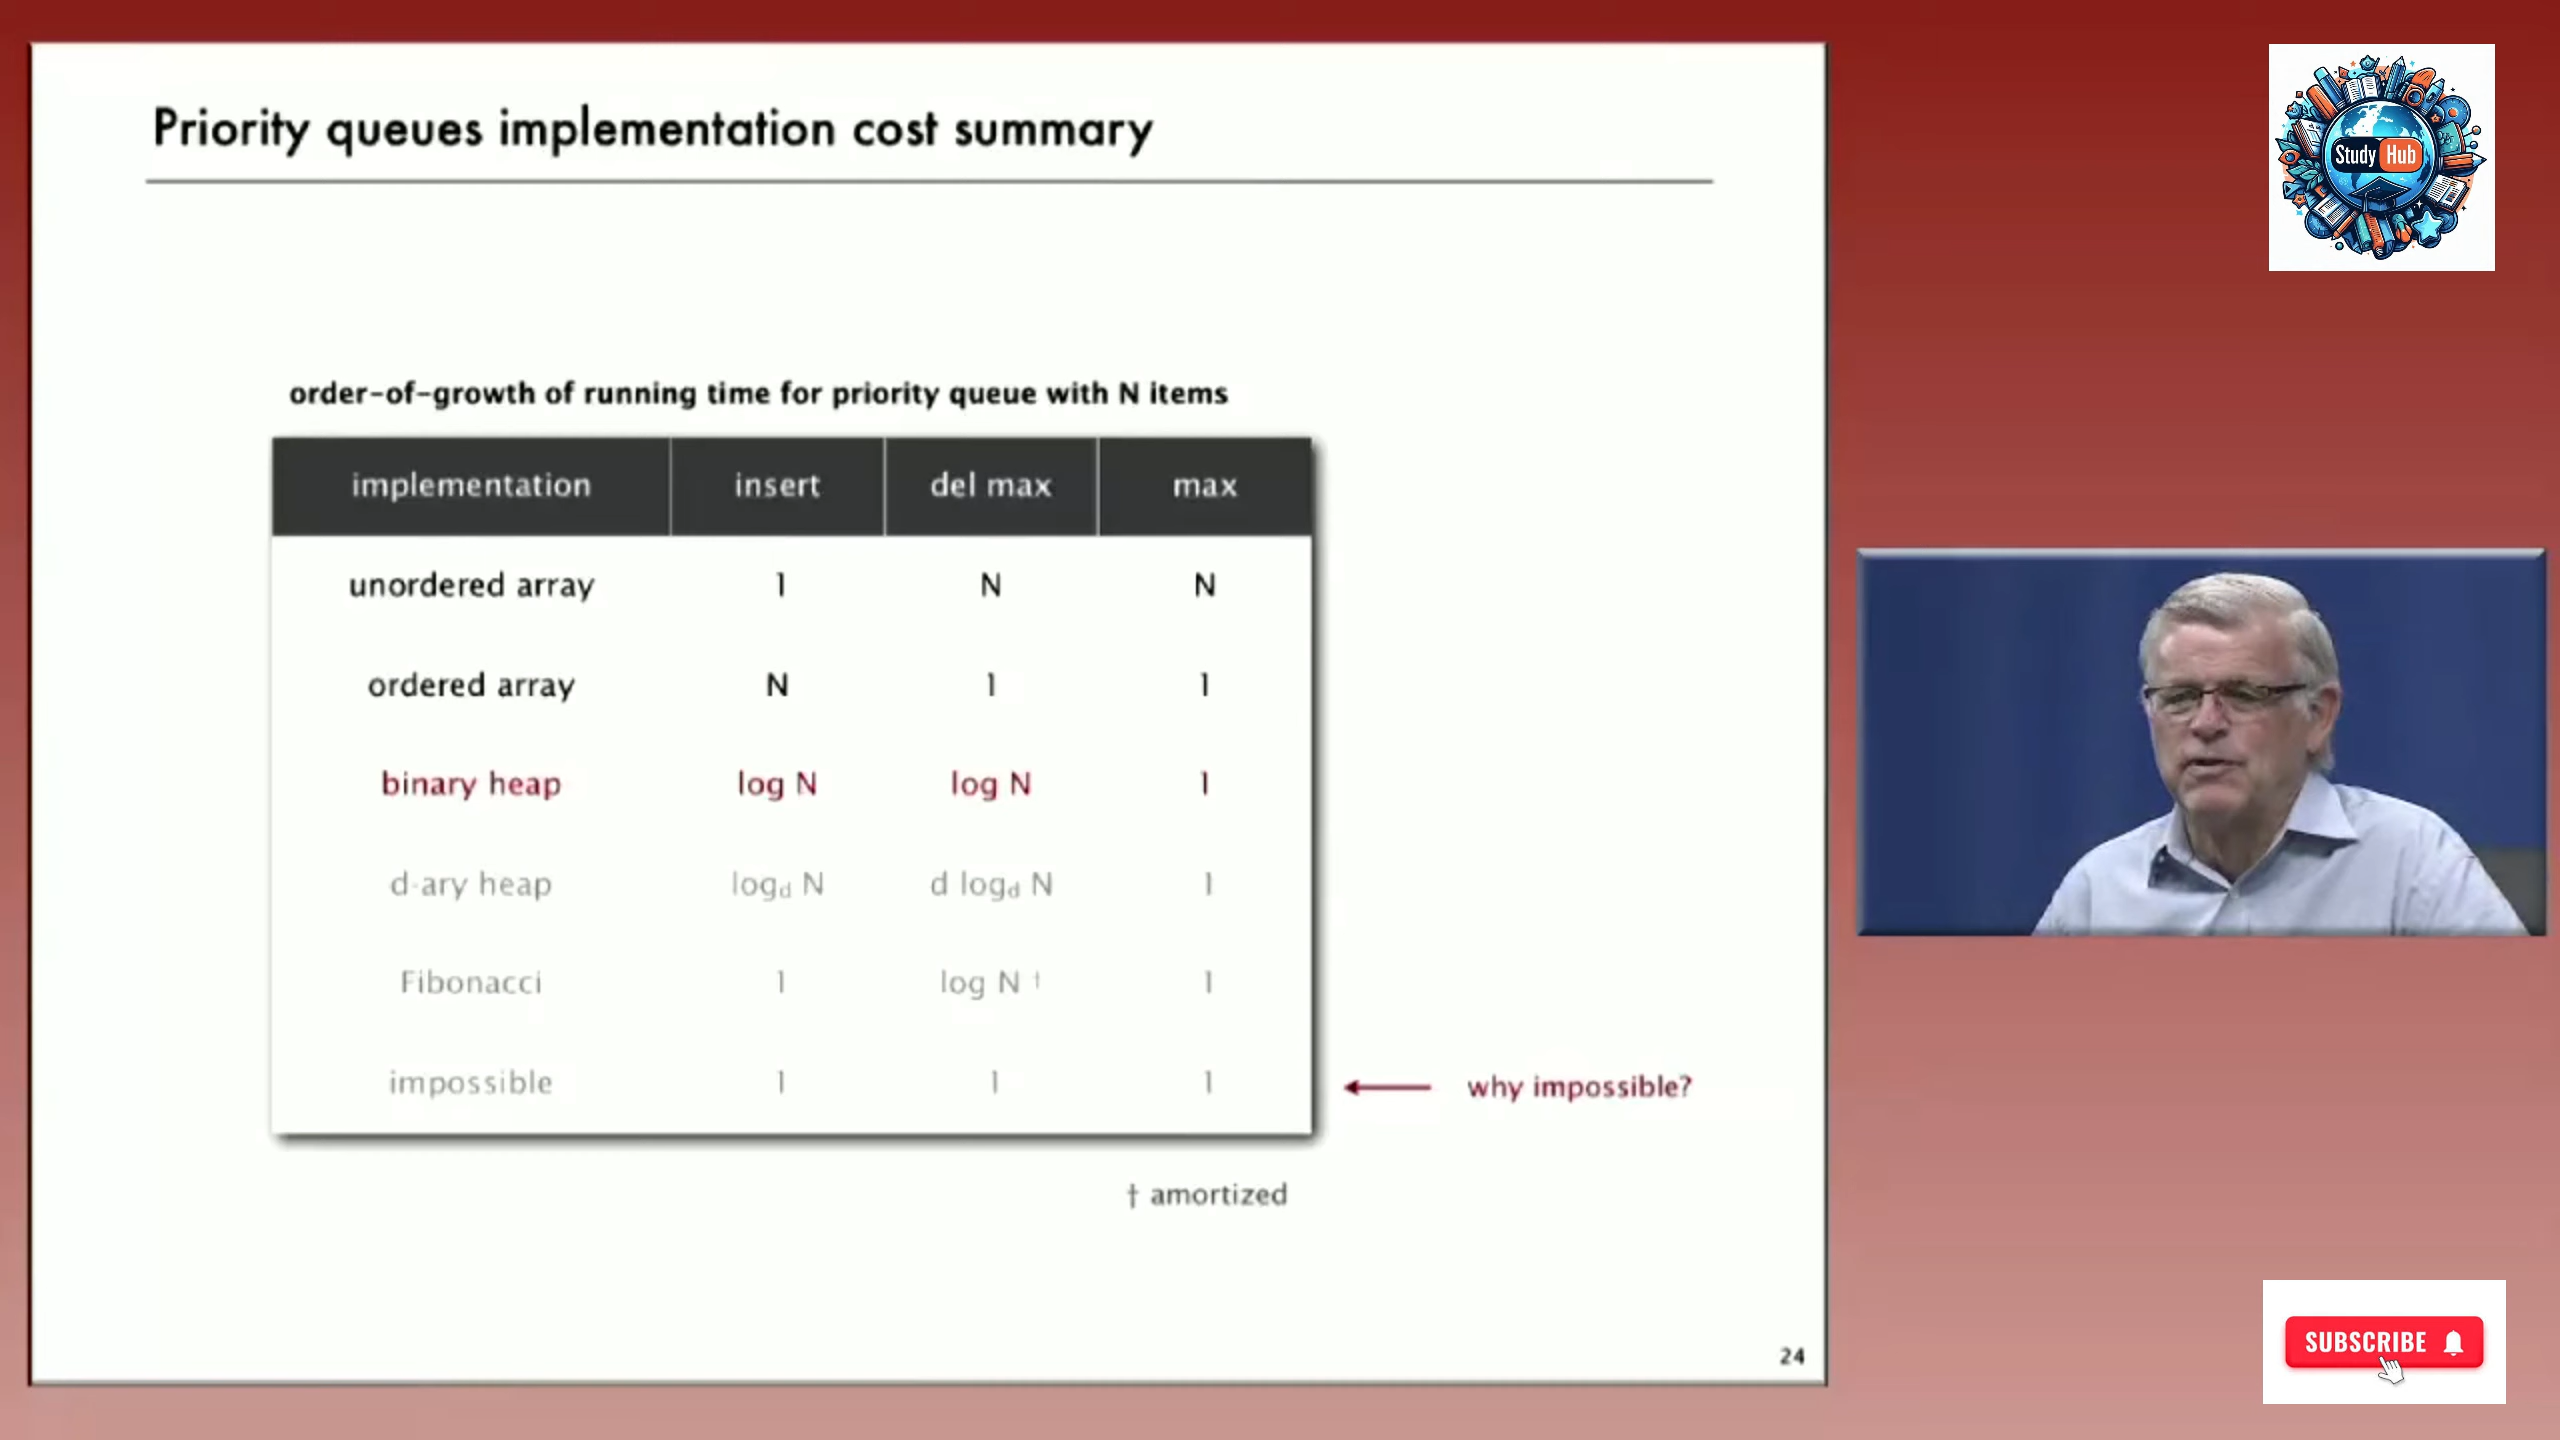 Priority queues implementation cost summary
order-of-growth of running time for priority queue with N items
implementation insert del max max
unordered array 1 N N
ordered array N 1 1
binary heap log N log N 1
d-ary heap logd N d logd N 1
Fibonacci 1 log N † 1
impossible 1 1 1
why impossible?
† amortized
24
Study Hub
SUBSCRIBE